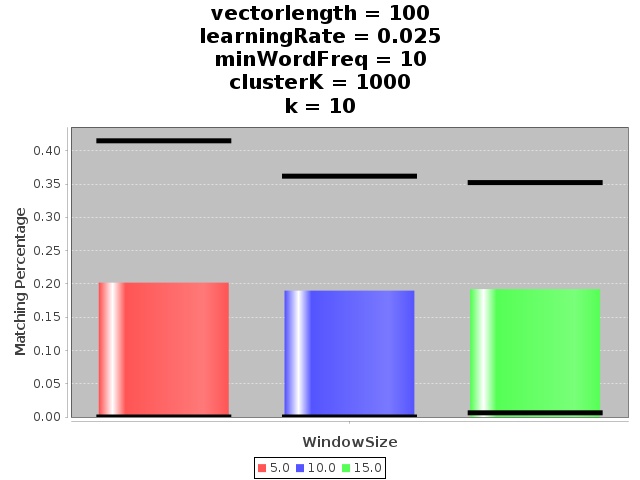 vectorlength = 100
learningRate = 0.025
minWordFreq = 10
clusterK = 1000
k = 10
Matching Percentage
0.40
0.35
0.30
0.25
0.20
0.15
0.10
0.05
0.00
WindowSize
5.0 10.0 15.0